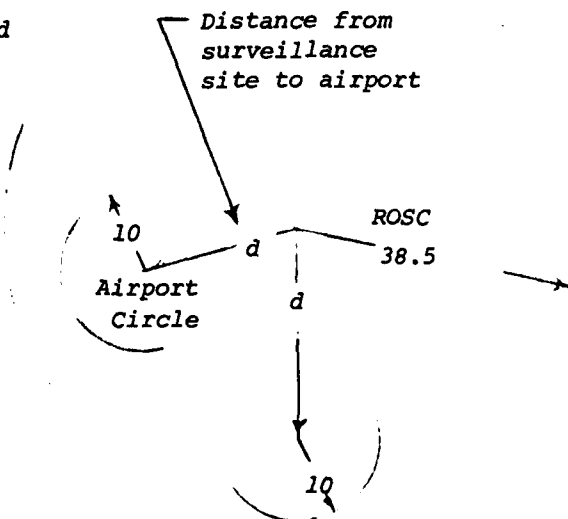 d
Distance from
surveillance
site to airport
ROSC
38.5
10
d
Airport
Circle
d
10